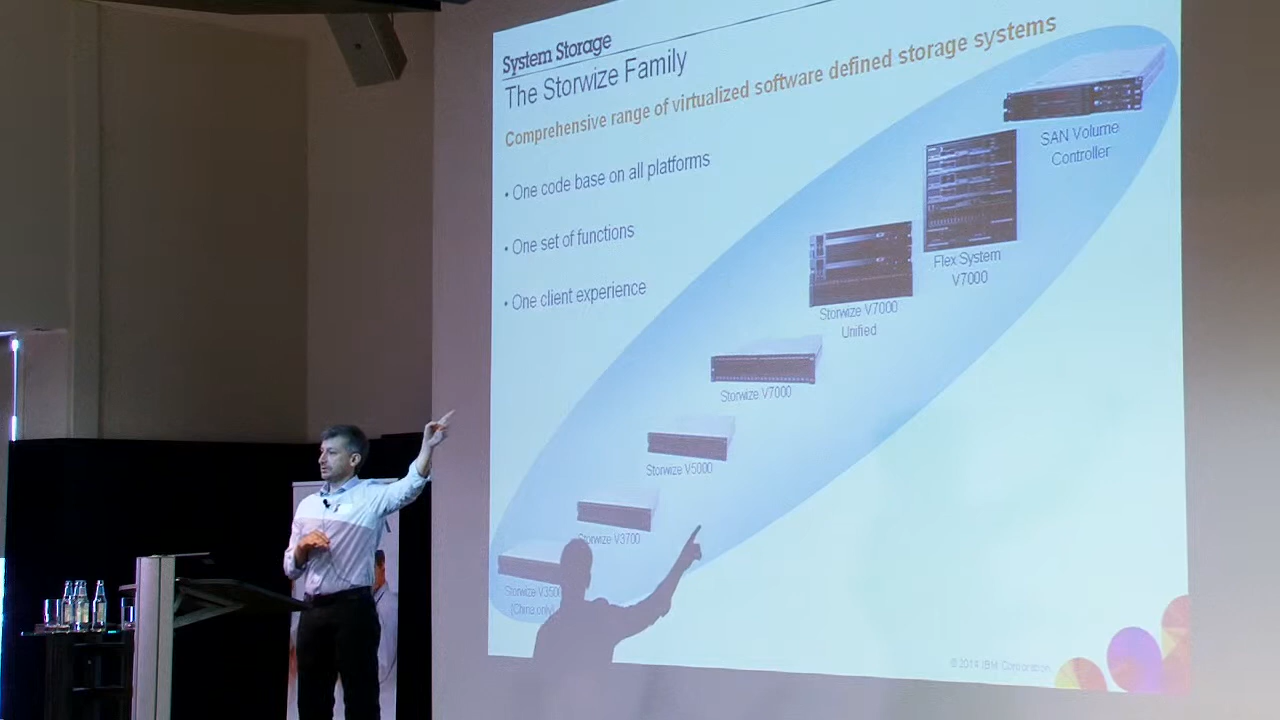 System Storage
The Storwize Family
Comprehensive range of virtualized software defined storage systems
• One code base on all platforms
• One set of functions
• One client experience
SAN Volume
Controller
Flex System
V7000
Storwize V7000
Unified
Storwize V7000
Storwize V5000
Storwize V3700
Storwize
[China only]
© 2014 IBM Corporation